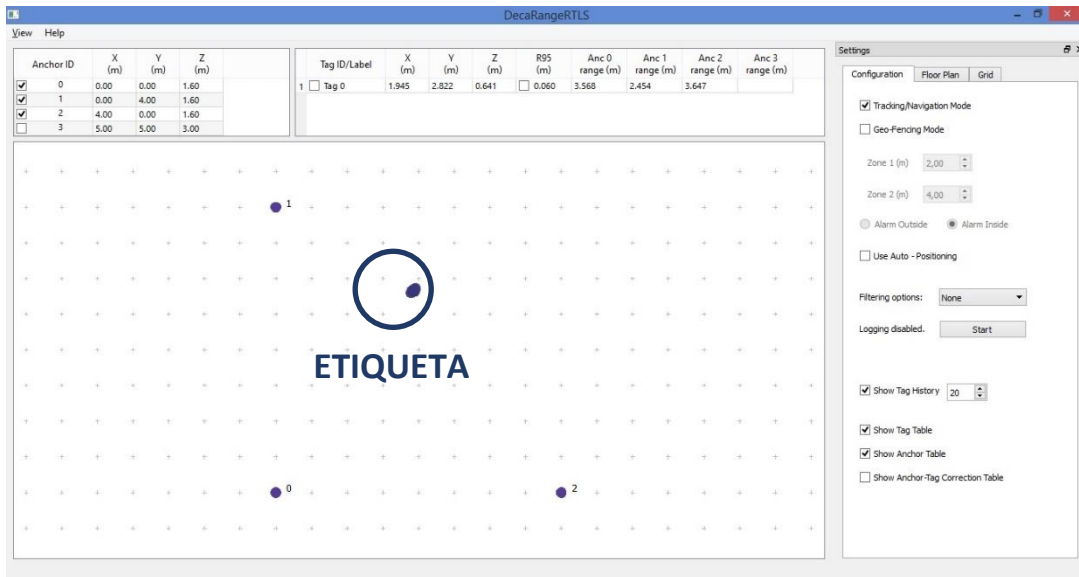 DecaRangeRTLS
View Help
Anchor ID X (m) Y (m) Z (m)
0 0.00 0.00 1.60
1 0.00 4.00 1.60
2 4.00 0.00 1.60
3 5.00 5.00 3.00
Tag ID/Label X (m) Y (m) Z (m) R95 (m) Anc 0 range (m) Anc 1 range (m) Anc 2 range (m) Anc 3 range (m)
1 Tag 0 1.945 2.822 0.641 0.060 3.568 2.454 3.647
1
ETIQUETA
0
2
Settings
Configuration Floor Plan Grid
Tracking/Navigation Mode
Geo-Fencing Mode
Zone 1 (m) 2,00
Zone 2 (m) 4,00
Alarm Outside Alarm Inside
Use Auto - Positioning
Filtering options: None
Logging disabled. Start
Show Tag History 20
Show Tag Table
Show Anchor Table
Show Anchor-Tag Correction Table